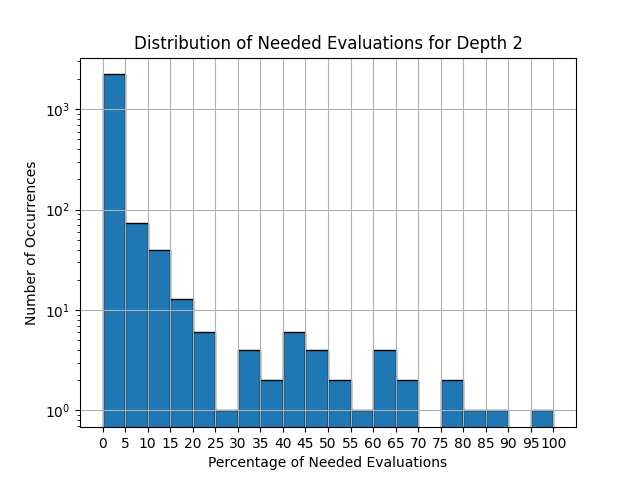 Distribution of Needed Evaluations for Depth 2
Number of Occurrences
10³
10²
10¹
10⁰
0 5 10 15 20 25 30 35 40 45 50 55 60 65 70 75 80 85 90 95 100
Percentage of Needed Evaluations